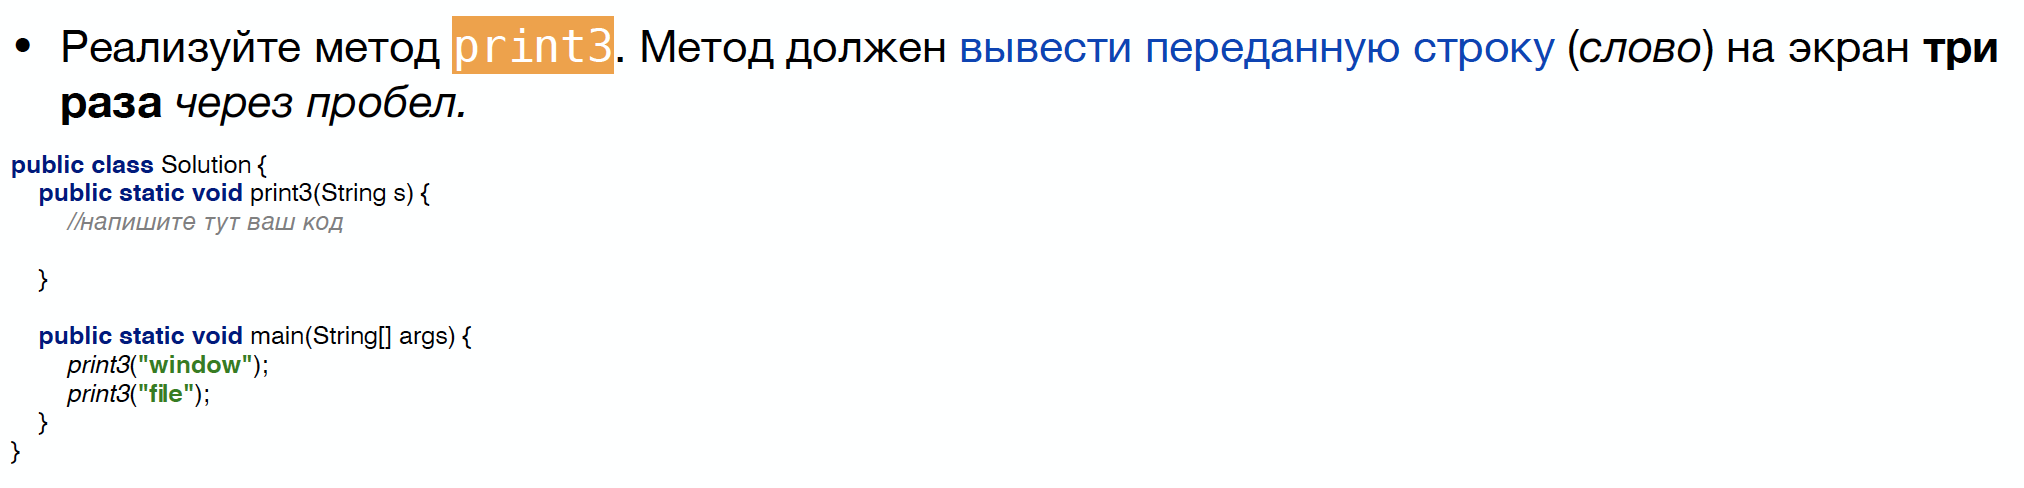 • Реализуйте метод print3. Метод должен вывести переданную строку (слово) на экран три
раза через пробел.
public class Solution {
public static void print3(String s) {
//напишите тут ваш код
}
public static void main(String[] args) {
print3("window");
print3("file");
}
}